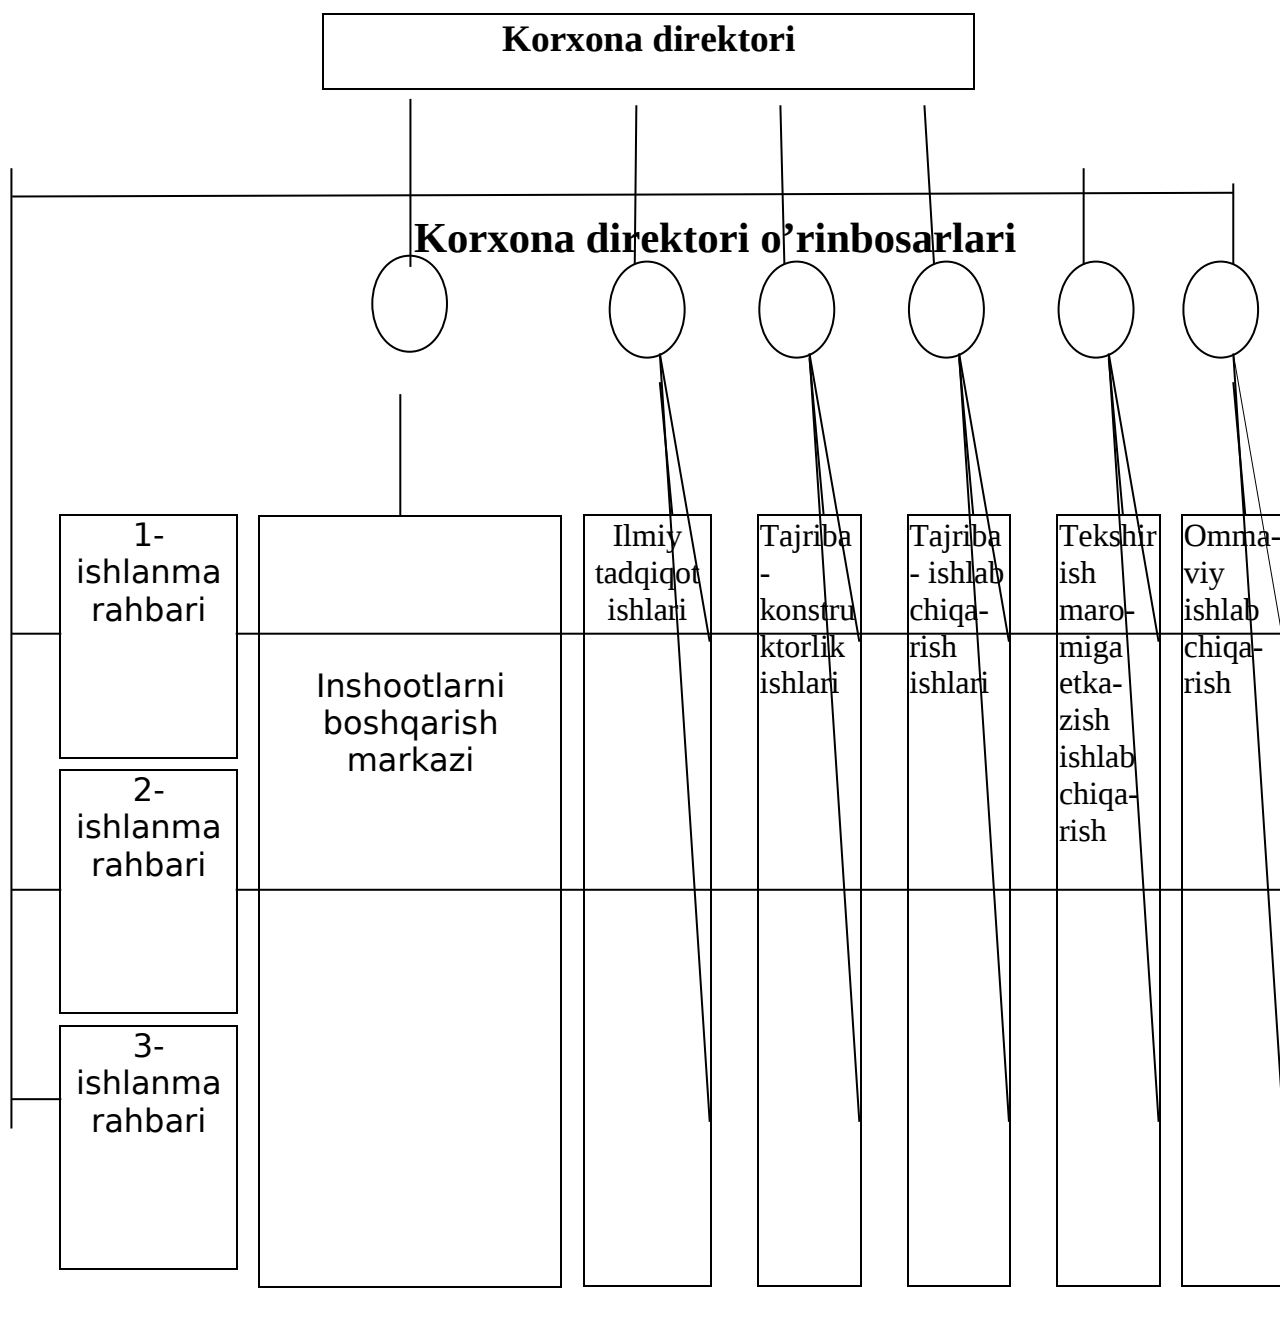 Korxona direktori
Korxona direktori o’rinbosarlari
1-
ishlanma
rahbari
2-
ishlanma
rahbari
3-
ishlanma
rahbari
Inshootlarni
boshqarish
markazi
Ilmiy
tadqiqot
ishlari
Tajriba
-
konstru
ktorlik
ishlari
Tajriba
- ishlab
chiqa-
rish
ishlari
Tekshir
ish
maro-
miga
etka-
zish
ishlab
chiqa-
rish
Omma-
viy
ishlab
chiqa-
rish